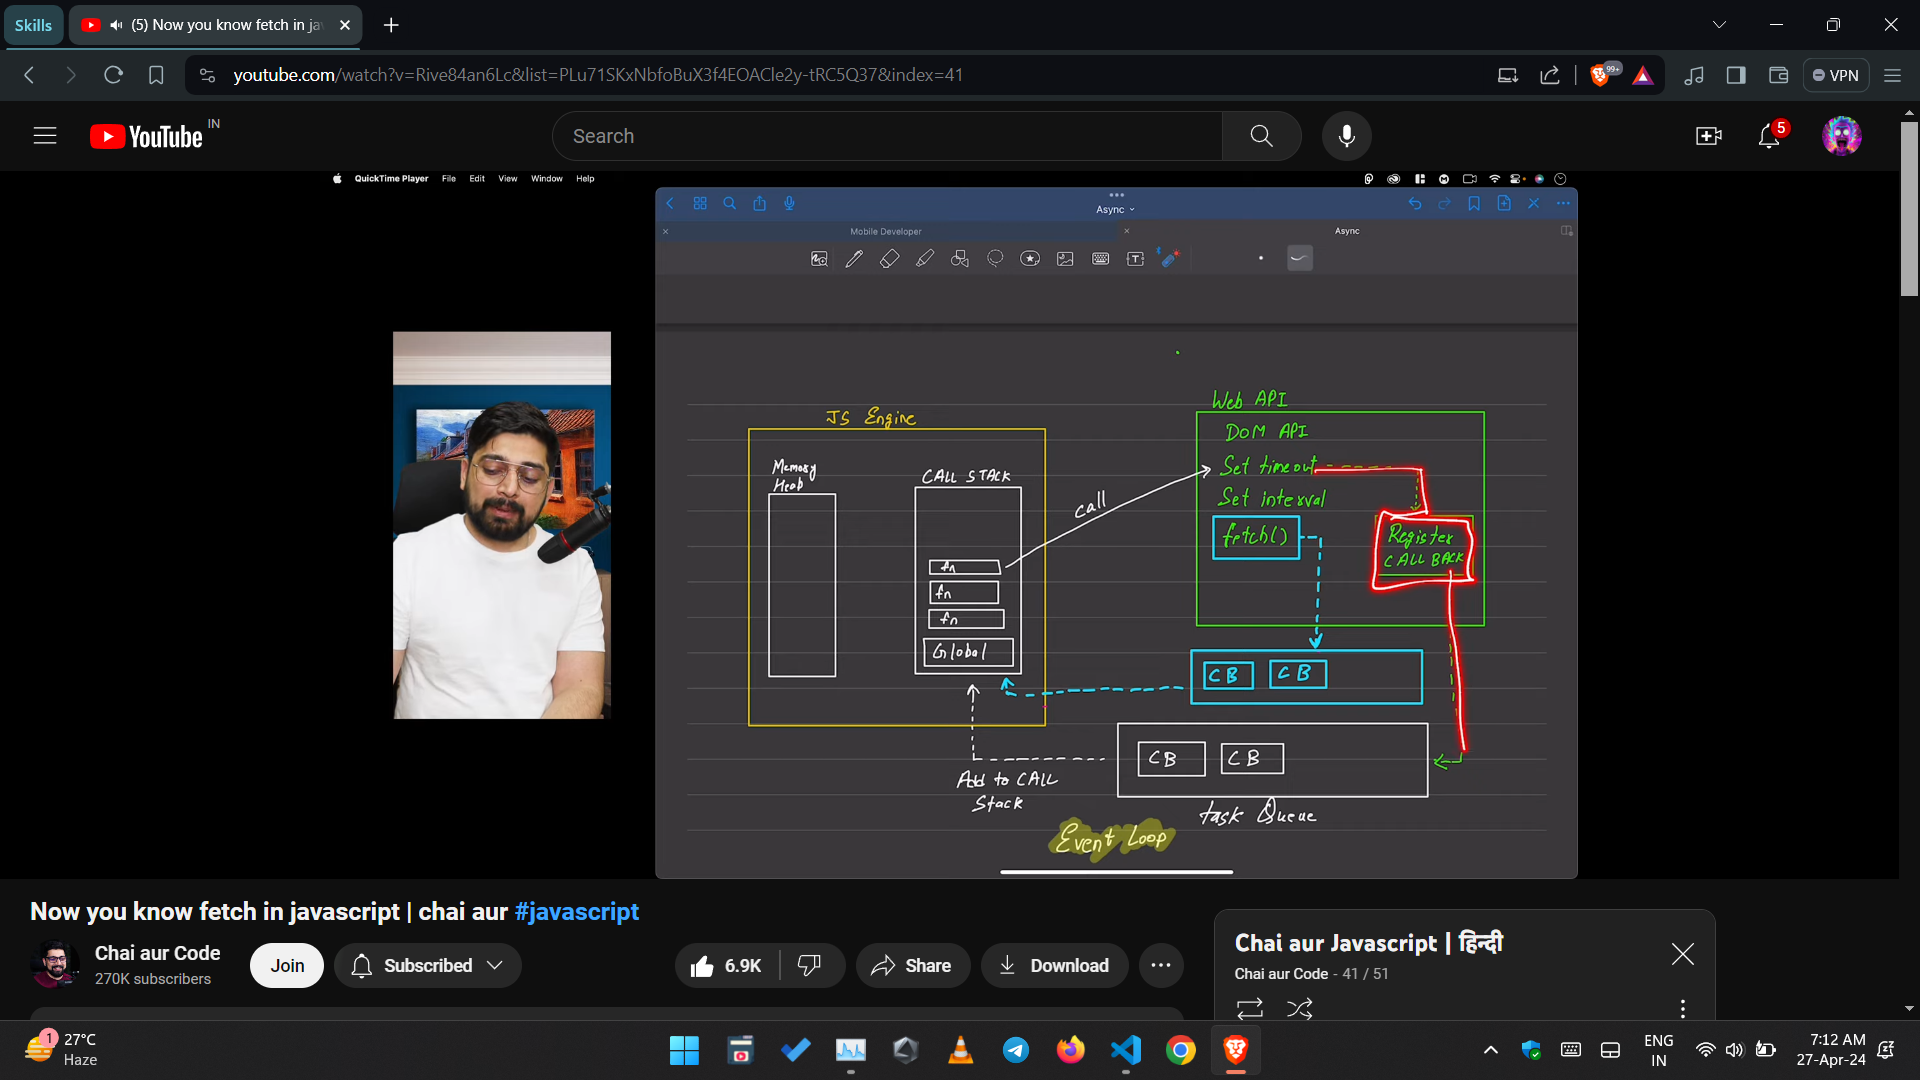 Skills
(5) Now you know fetch in ja
youtube.com/watch?v=Rive84an6Lc&list=PLu71SKxNbfoBuX3f4EOACle2y-tRC5Q37&index=41
99+
VPN
YouTube IN
Search
5
QuickTime Player File Edit View Window Help
Async
Mobile Developer
Async
Web API
JS Engine
DOM API
Memory
Heap
CALL STACK
Set timeout
call
Set interval
fetch()
Register
CALL BACK
fn
fn
fn
Global
CB CB
CB CB
Add to CALL
Stack
task Queue
Event Loop
Now you know fetch in javascript | chai aur #javascript
Chai aur Code
270K subscribers
Join
Subscribed
6.9K
Share
Download
Chai aur Javascript | हिन्दी
Chai aur Code - 41 / 51
1
27°C
Haze
ENG
IN
7:12 AM
27-Apr-24